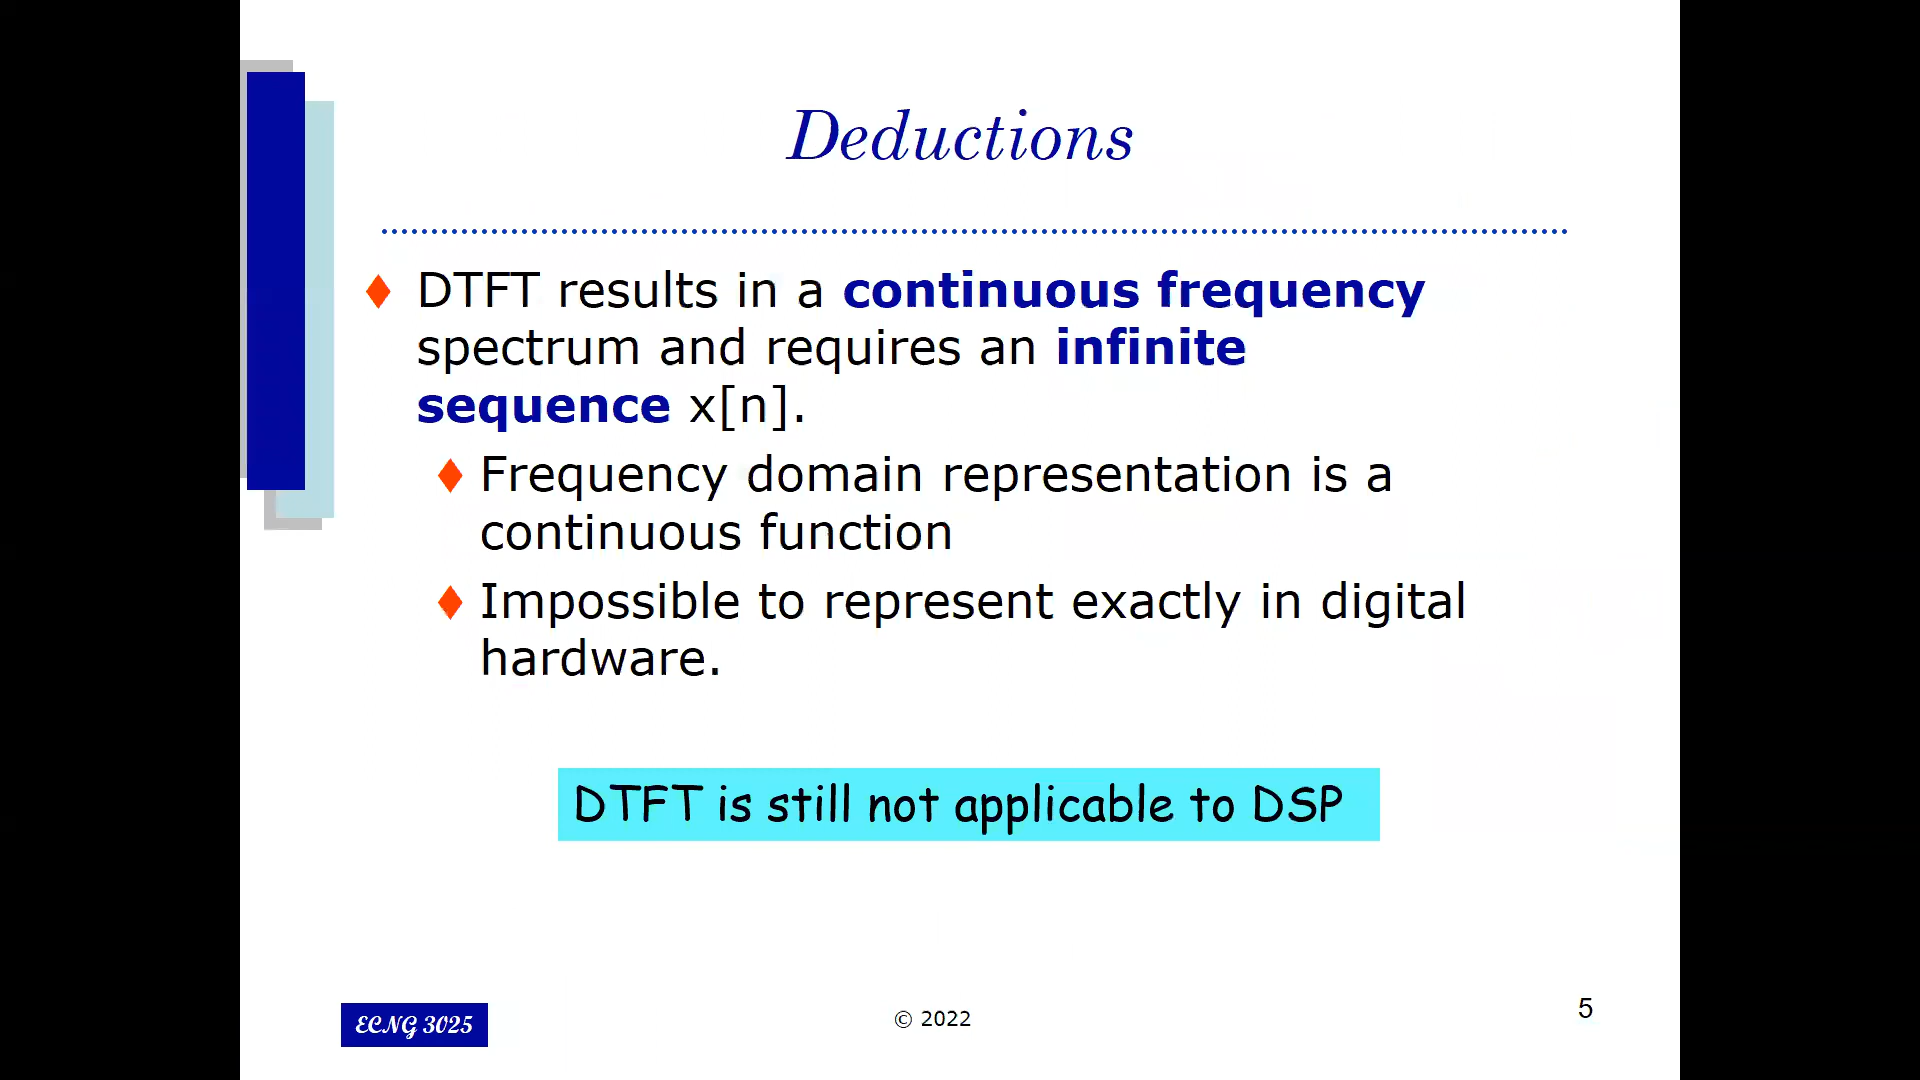 Deductions
DTFT results in a continuous frequency
spectrum and requires an infinite
sequence x[n].
Frequency domain representation is a
continuous function
Impossible to represent exactly in digital
hardware.
DTFT is still not applicable to DSP
ECNG 3025
© 2022
5